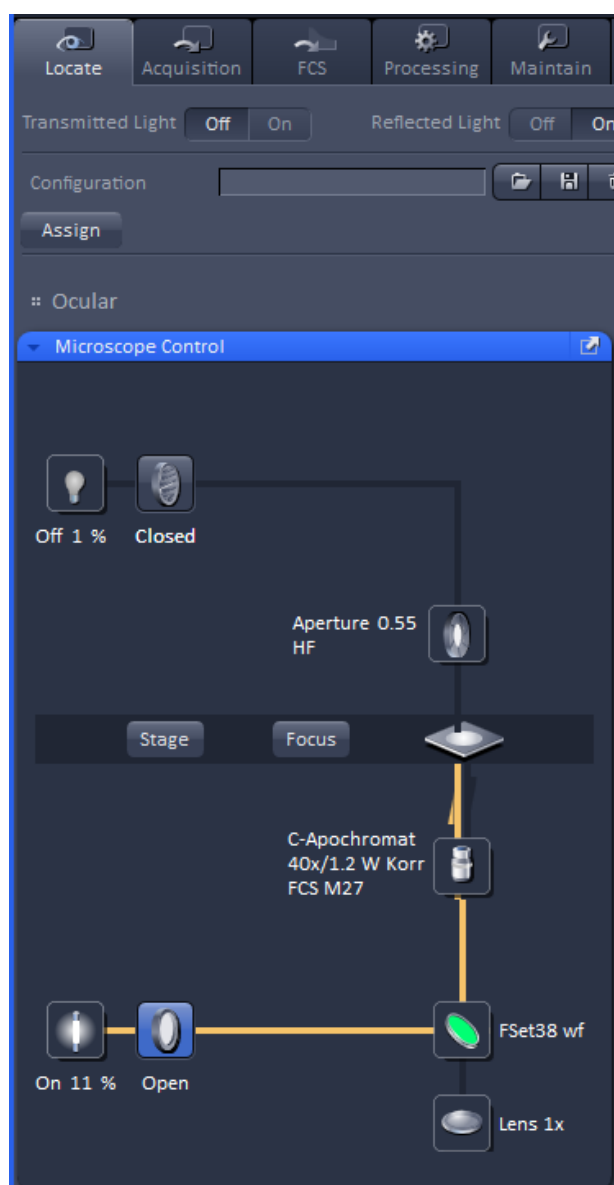 Locate Acquisition FCS Processing Maintain
Transmitted Light Off On Reflected Light Off On
Configuration
Assign
Ocular
Microscope Control
Off 1 % Closed
Aperture 0.55
HF
Stage Focus
C-Apochromat
40x/1.2 W Korr
FCS M27
FSet38 wf
On 11 % Open
Lens 1x